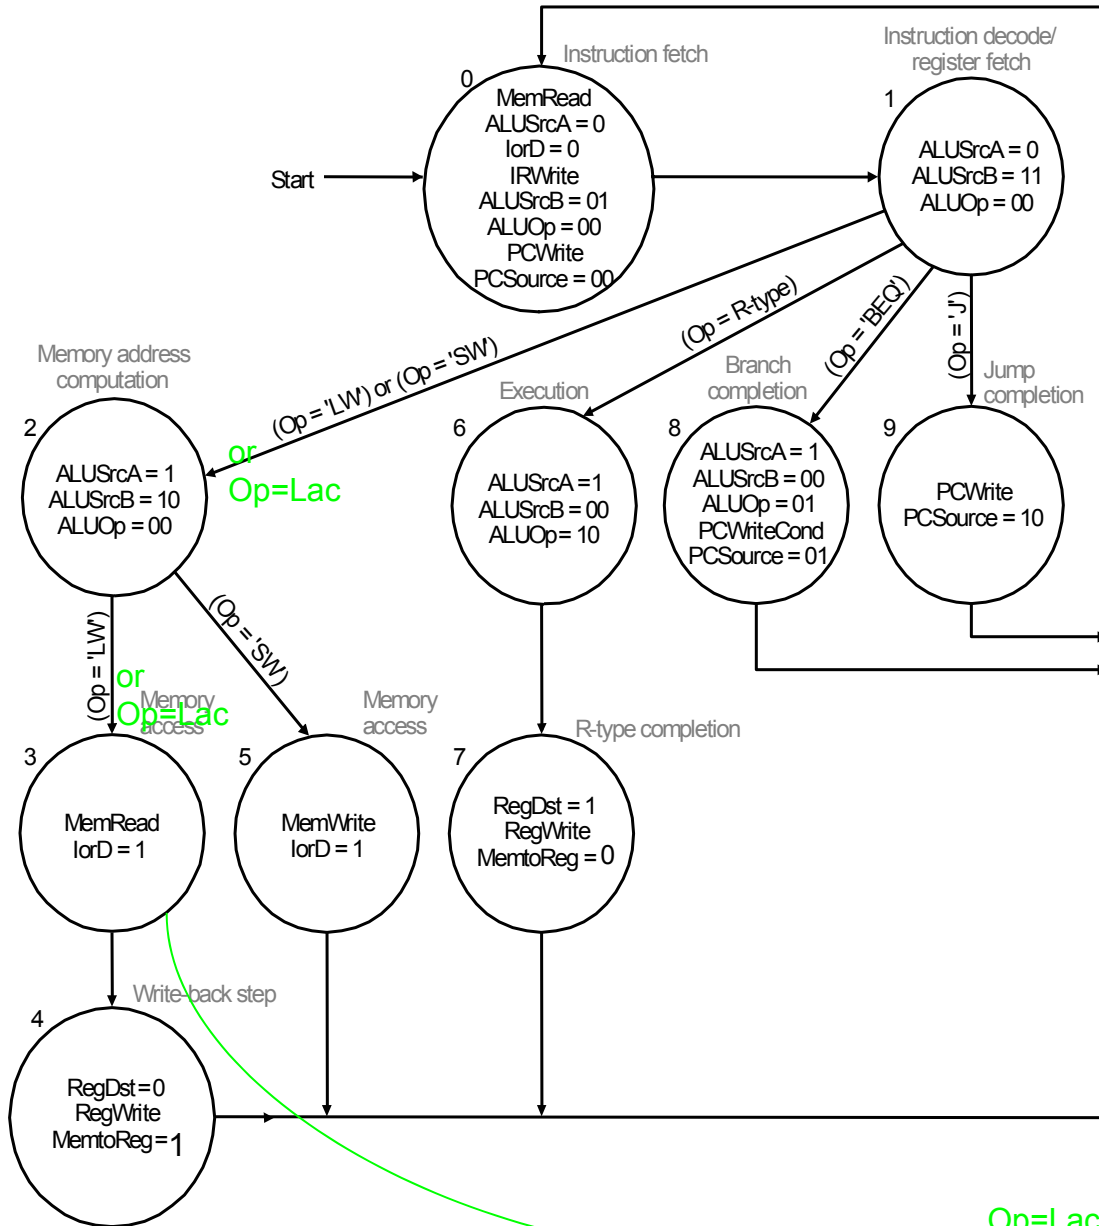 Instruction fetch
0
MemRead
ALUSrcA = 0
IorD = 0
IRWrite
ALUSrcB = 01
ALUOp = 00
PCWrite
PCSource = 00
Start
Instruction decode/
register fetch
1
ALUSrcA = 0
ALUSrcB = 11
ALUOp = 00
(Op = 'LW') or (Op = 'SW')
or
Op=Lac
(Op = R-type)
(Op = 'BEQ')
(Op = 'J')
Memory address
computation
2
ALUSrcA = 1
ALUSrcB = 10
ALUOp = 00
Execution
6
ALUSrcA = 1
ALUSrcB = 00
ALUOp = 10
Branch
completion
8
ALUSrcA = 1
ALUSrcB = 00
ALUOp = 01
PCWriteCond
PCSource = 01
Jump
completion
9
PCWrite
PCSource = 10
(Op = 'LW')
or
Op=Lac
(Op = 'SW')
Memory
access
3
MemRead
IorD = 1
Memory
access
5
MemWrite
IorD = 1
R-type completion
7
RegDst = 1
RegWrite
MemtoReg = 0
Write-back step
4
RegDst = 0
RegWrite
MemtoReg = 1
Op=Lac